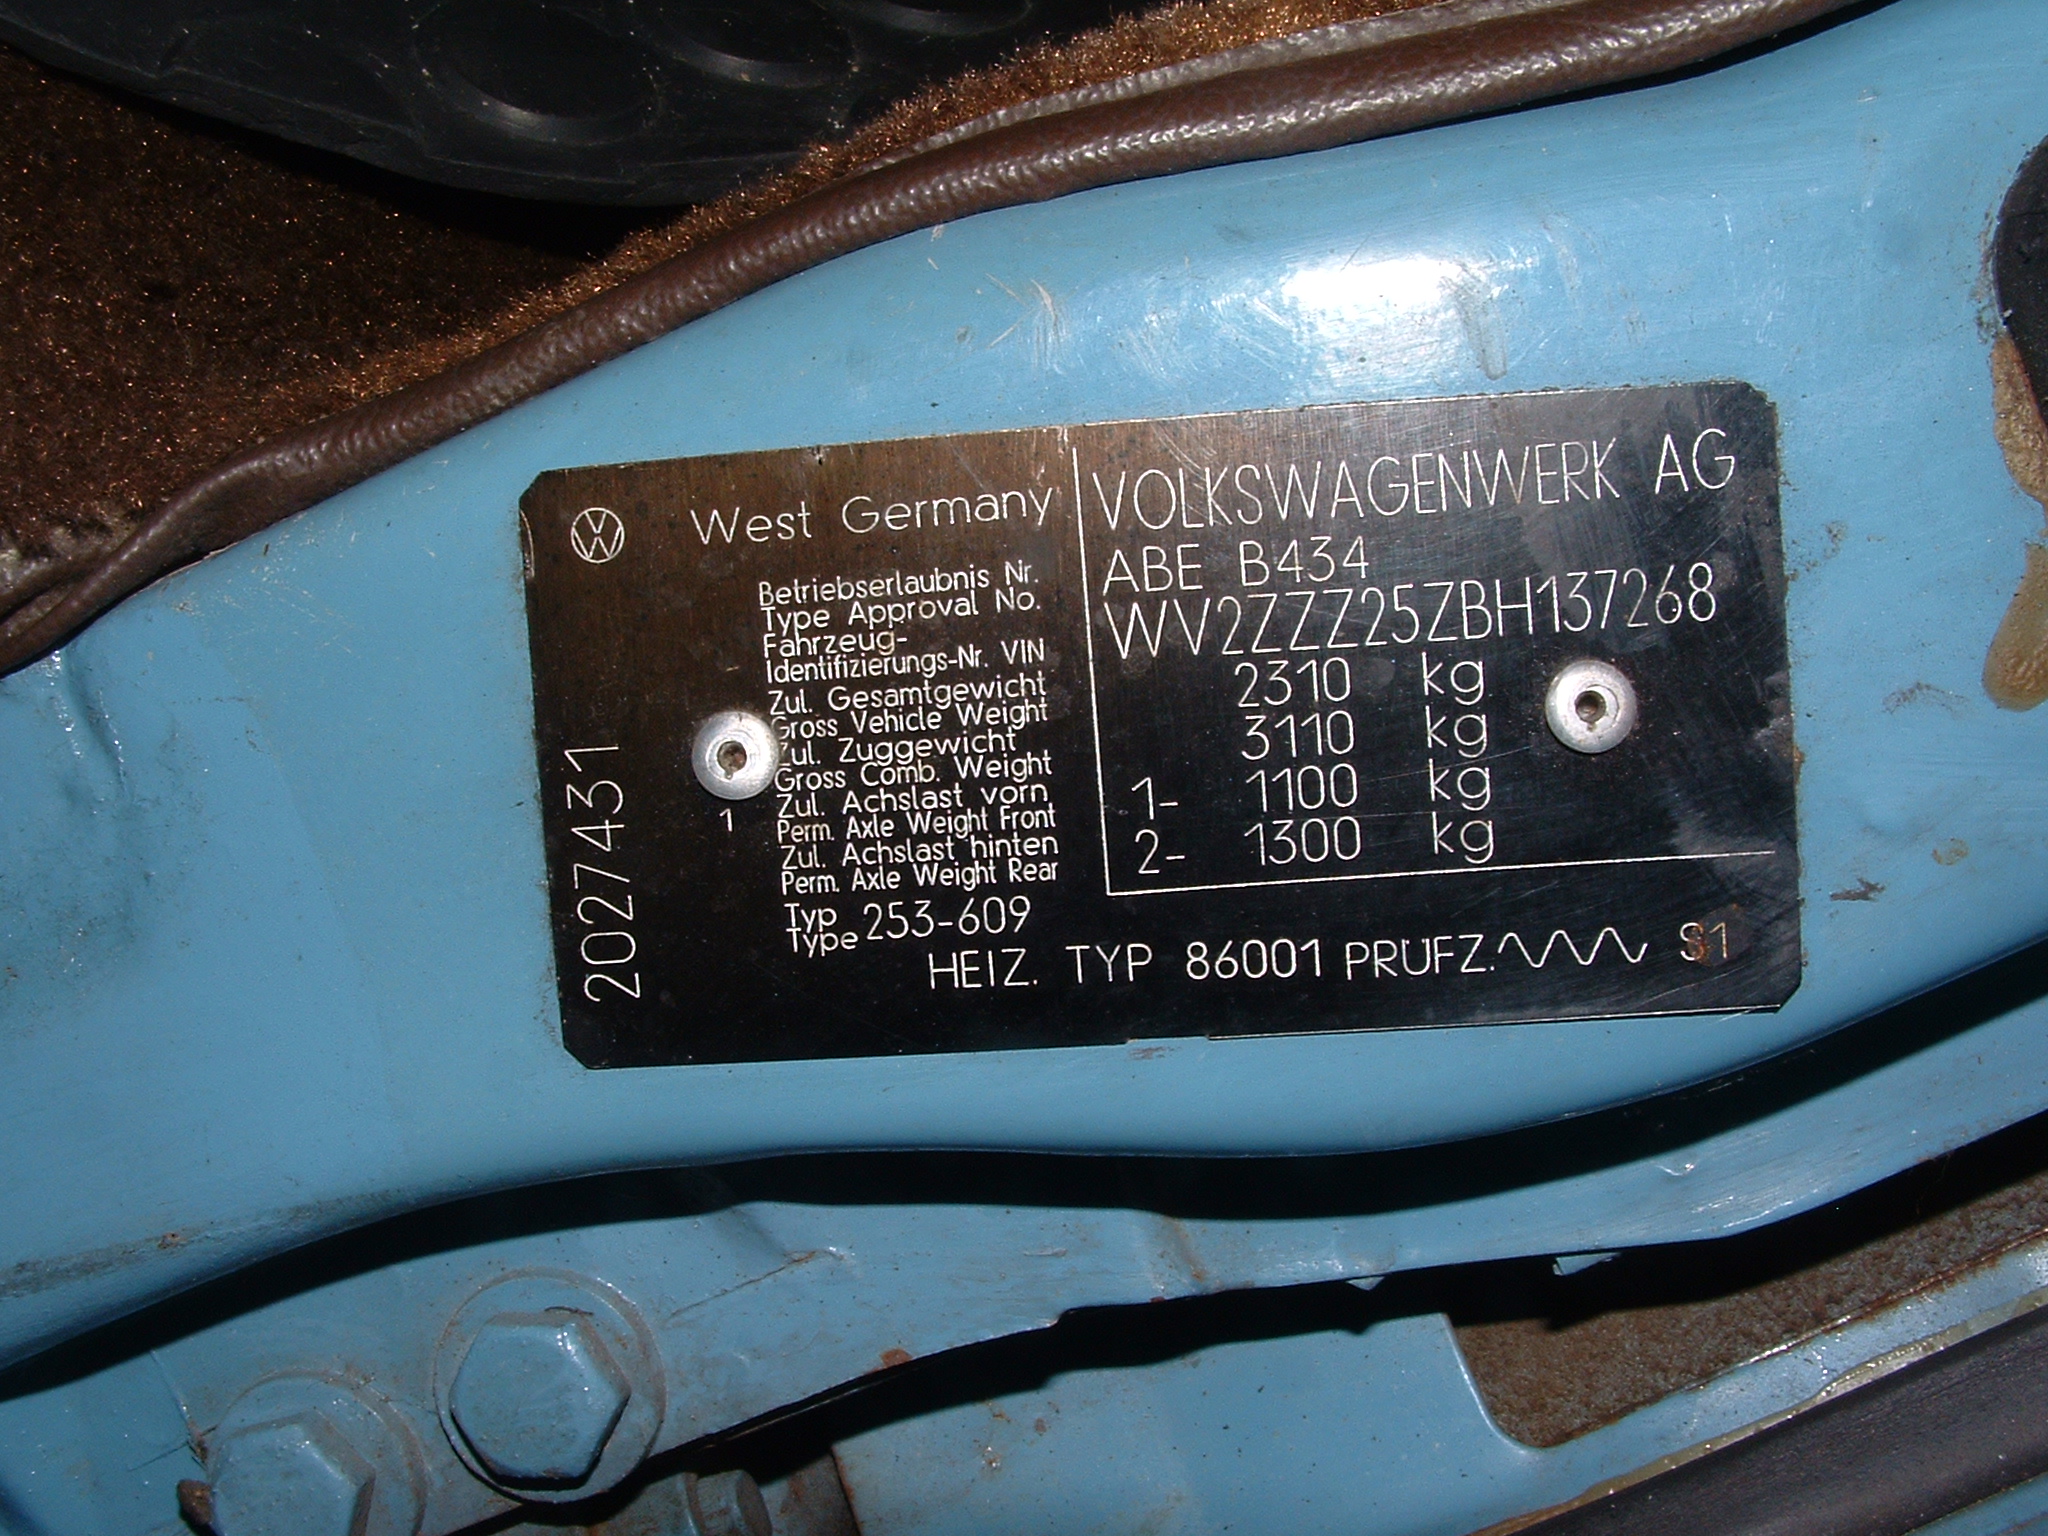 West Germany
VOLKSWAGENWERK AG
Betriebserlaubnis Nr.
Type Approval No.
ABE B434
Fahrzeug-
Identifizierungs-Nr. VIN
WV2ZZZ25ZBH137268
Zul. Gesamtgewicht
Gross Vehicle Weight
2310 kg
Zul. Zuggewicht
Gross Comb. Weight
3110 kg
Zul. Achslast vorn
1 Perm. Axle Weight Front
1- 1100 kg
Zul. Achslast hinten
Perm. Axle Weight Rear
2- 1300 kg
Typ
Type 253-609
HEIZ. TYP 86001 PRÜFZ. S1
2027431